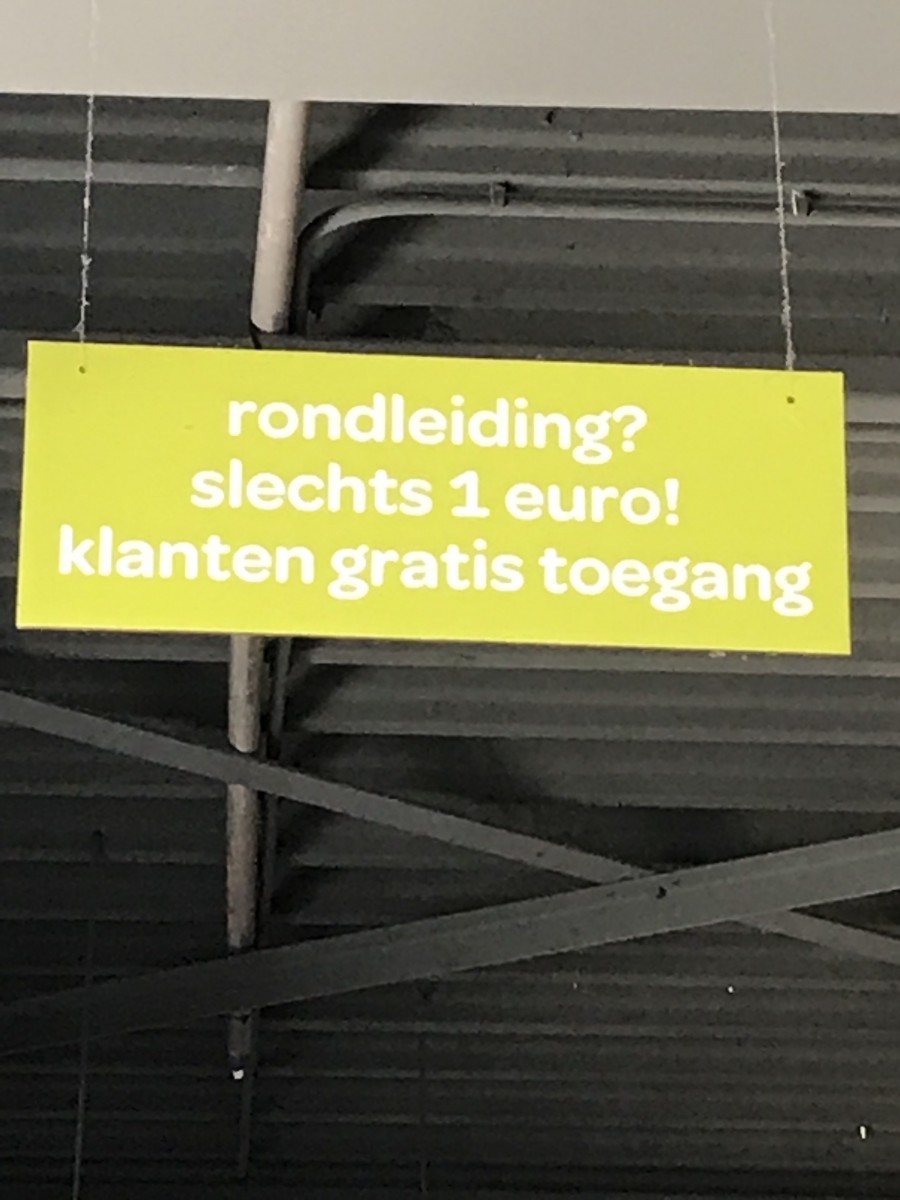 rondleiding?
slechts 1 euro!
klanten gratis toegang